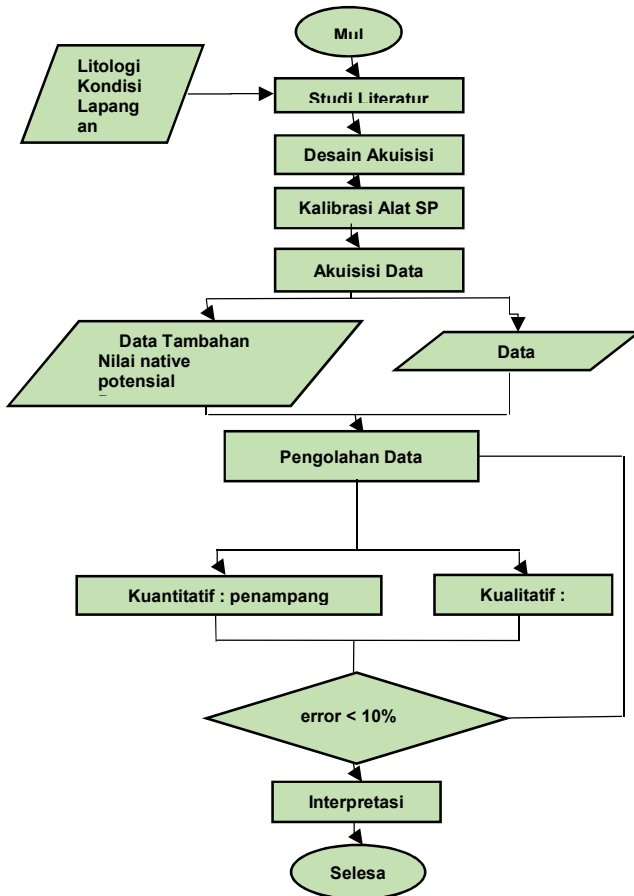 Mul
Litologi
Kondisi
Lapang
an
Studi Literatur
Desain Akuisisi
Kalibrasi Alat SP
Akuisisi Data
Data Tambahan
Nilai native
potensial
Data
Pengolahan Data
Kuantitatif : penampang
Kualitatif :
error < 10%
Interpretasi
Selesa